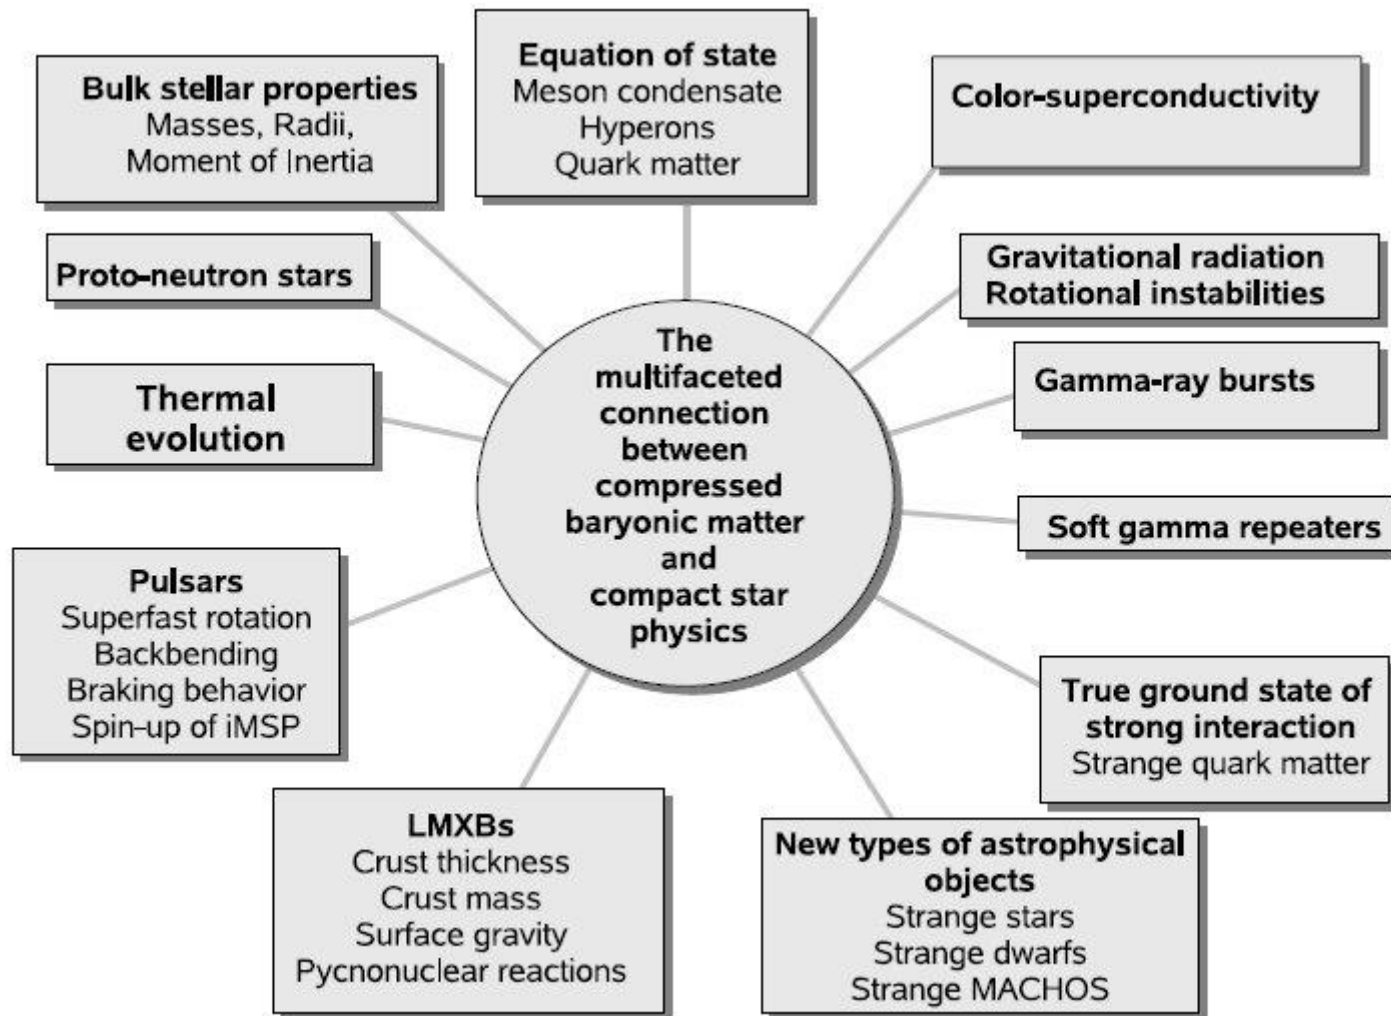 Equation of state
Meson condensate
Hyperons
Quark matter
Bulk stellar properties
Masses, Radii,
Moment of Inertia
Color-superconductivity
Proto-neutron stars
Gravitational radiation
Rotational instabilities
Thermal
evolution
Gamma-ray bursts
The
multifaceted
connection
between
compressed
baryonic matter
and
compact star
physics
Soft gamma repeaters
Pulsars
Superfast rotation
Backbending
Braking behavior
Spin-up of iMSP
True ground state of
strong interaction
Strange quark matter
LMXBs
Crust thickness
Crust mass
Surface gravity
Pycnonuclear reactions
New types of astrophysical
objects
Strange stars
Strange dwarfs
Strange MACHOS